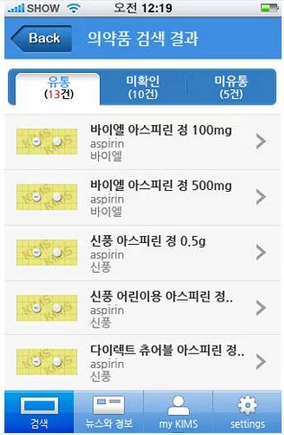 SHOW 오전 12:19
Back 의약품 검색 결과
유통 미확인 미유통
(13건) (10건) (5건)
바이엘 아스피린 정 100mg
aspirin
바이엘
바이엘 아스피린 정 500mg
aspirin
바이엘
신풍 아스피린 정 0.5g
aspirin
신풍
신풍 어린이용 아스피린 정..
aspirin
신풍
다이렉트 츄어블 아스피린 정..
aspirin
신풍
검색 뉴스와 정보 my KIMS settings